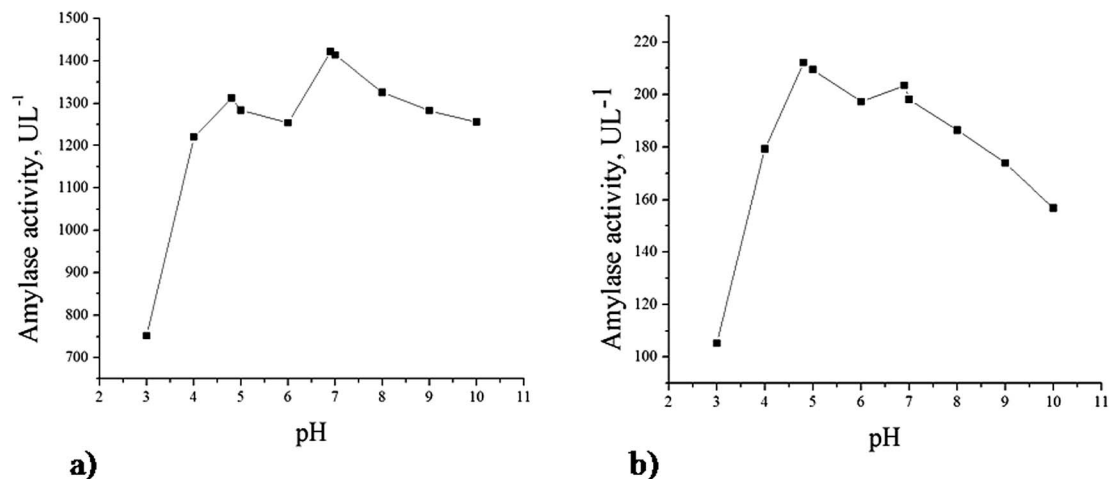 1500
1400
1300
1200
1100
1000
900
800
700
Amylase activity, UL⁻¹
2 3 4 5 6 7 8 9 10 11
pH
a)
220
200
180
160
140
120
100
Amylase activity, UL-1
2 3 4 5 6 7 8 9 10 11
pH
b)